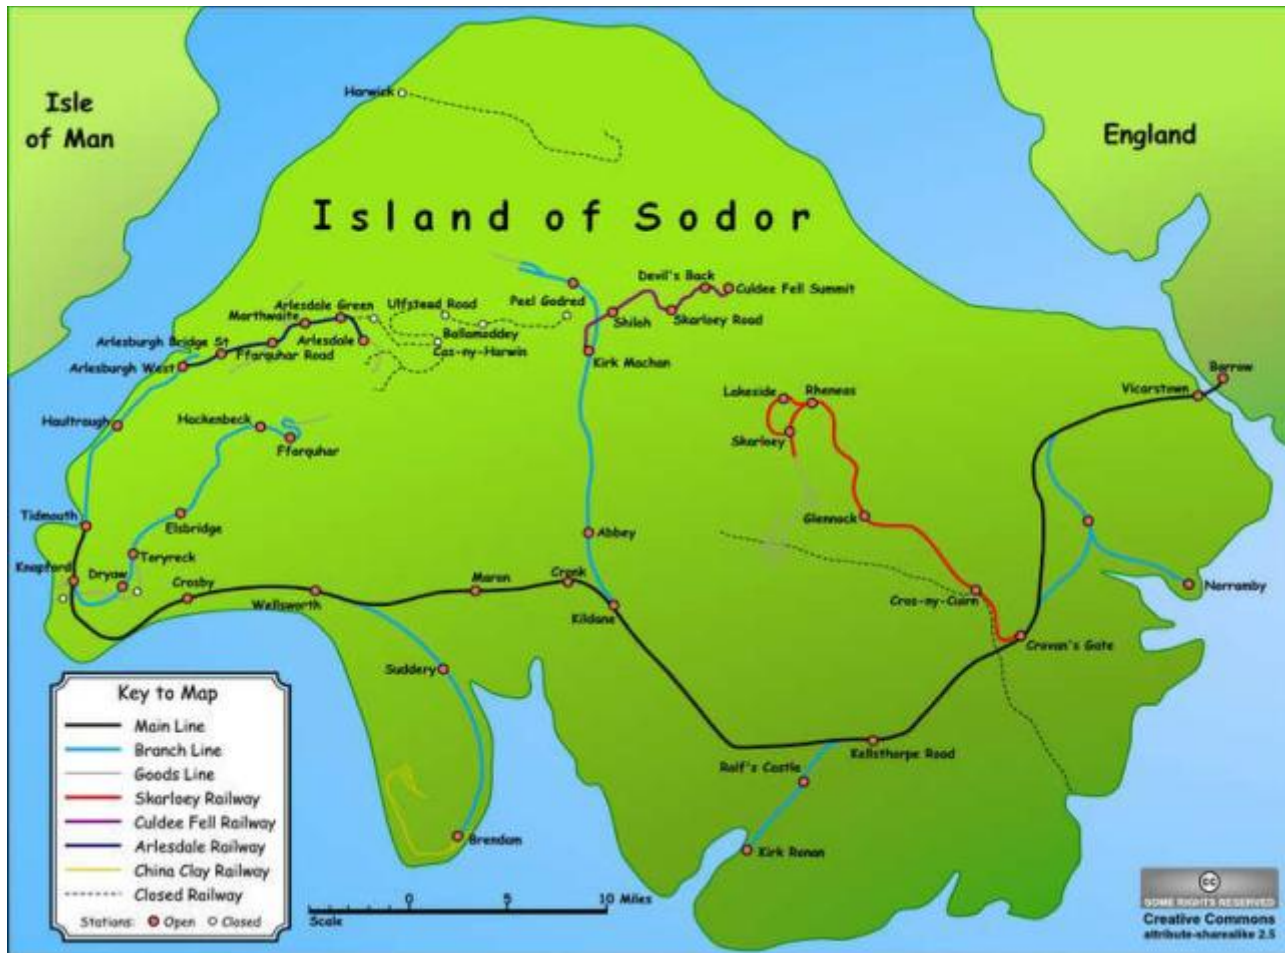 Isle
of Man
England
Harwick
Island of Sodor
Devil's Back
Culdee Fell Summit
Peel Godred
Shiloh
Skarloey Road
Ulfstead Road
Arlesdale Green
Marthwaite
Ballamoddey
Arlesburgh Bridge St
Arlesdale
Ffarquhar Road
Cas-ny-Harwin
Kirk Machan
Arlesburgh West
Barrow
Vicarstown
Lakeside
Rheneas
Haultraugh
Hackenbeck
Skarloey
Ffarquhar
Tidmouth
Elsbridge
Glennock
Abbey
Toryreck
Knapford
Dryaw
Crosby
Wellsworth
Maron
Cronk
Kildane
Cros-ny-Cuirn
Norramby
Crovan's Gate
Suddery
Kellsthorpe Road
Rolf's Castle
Brendam
Kirk Ronan
Key to Map
Main Line
Branch Line
Goods Line
Skarloey Railway
Culdee Fell Railway
Arlesdale Railway
China Clay Railway
Closed Railway
Stations: Open Closed
0 5 10 Miles
Scale
cc
SOME RIGHTS RESERVED
Creative Commons
attribute-sharealike 2.5